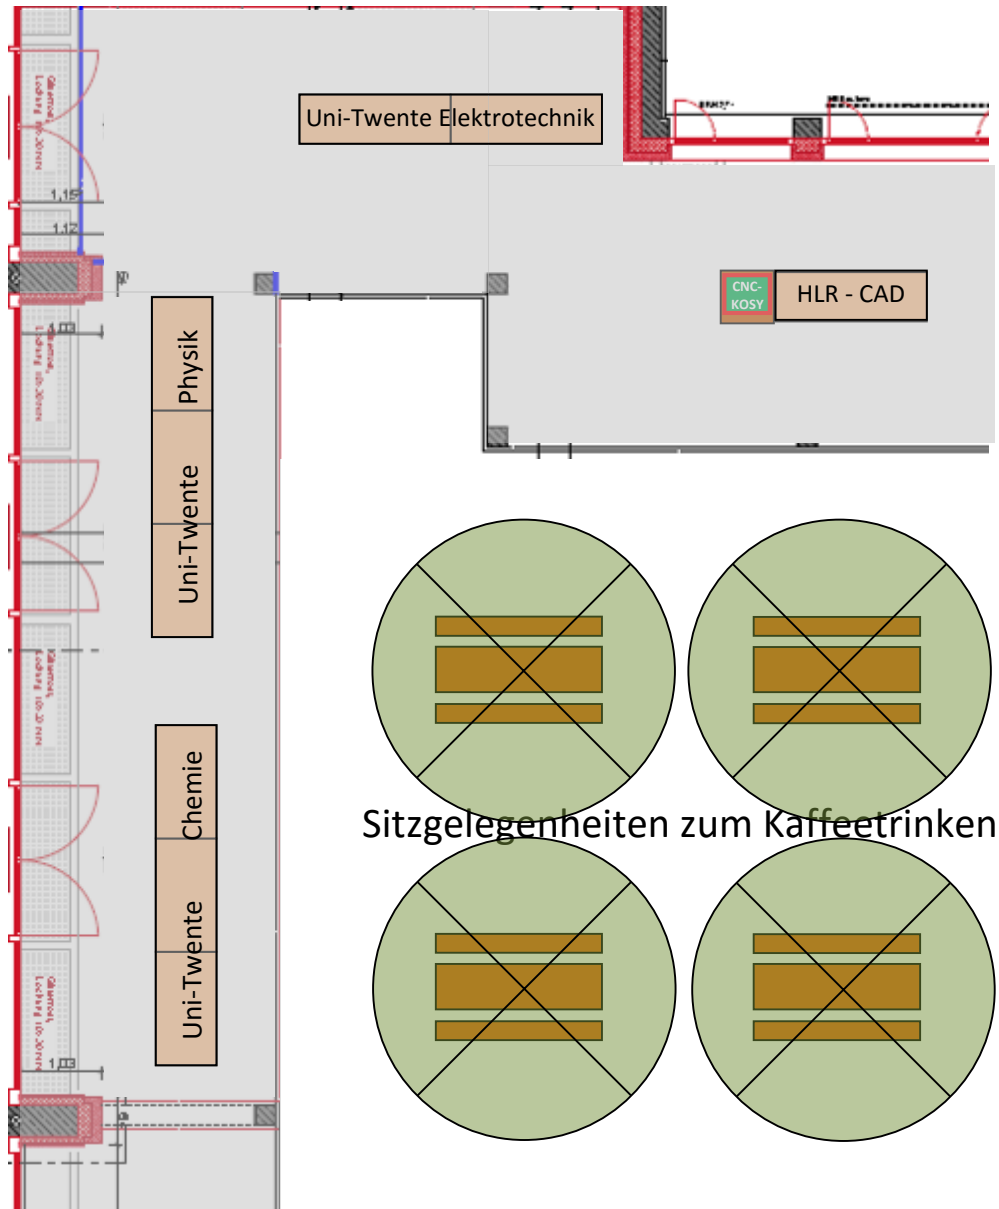 Uni-Twente Elektrotechnik
1,15
1,12
CNC-
KOSY
HLR - CAD
Uni-Twente Physik
Uni-Twente Chemie
Sitzgelegenheiten zum Kaffeetrinken
1,03